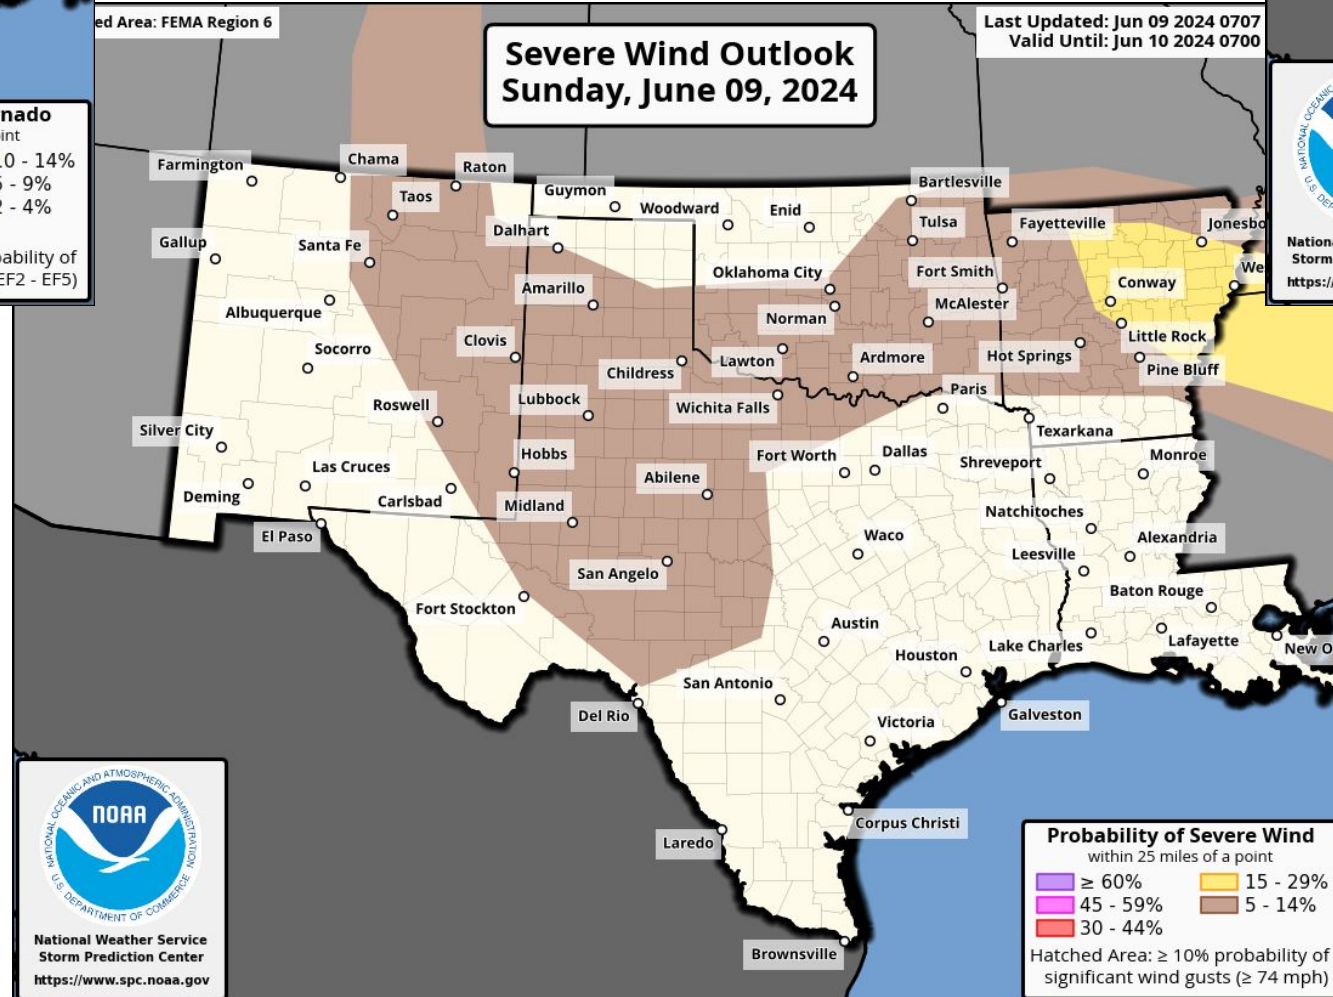 ed Area: FEMA Region 6
Severe Wind Outlook
Sunday, June 09, 2024
Last Updated: Jun 09 2024 0707
Valid Until: Jun 10 2024 0700
nado
int
10 - 14%
- 9%
- 4%
ability of
EF2 - EF5)
Farmington
Chama
Raton
Taos
Guymon
Woodward
Enid
Bartlesville
Tulsa
Fayetteville
Jonesbo
Gallup
Santa Fe
Dalhart
Amarillo
Oklahoma City
Fort Smith
Conway
We
Albuquerque
Norman
McAlester
Little Rock
Socorro
Clovis
Childress
Lawton
Ardmore
Hot Springs
Pine Bluff
Roswell
Lubbock
Wichita Falls
Paris
Texarkana
Silver City
Las Cruces
Hobbs
Fort Worth
Dallas
Shreveport
Monroe
Deming
Carlsbad
Midland
Abilene
Natchitoches
El Paso
Waco
Leesville
Alexandria
San Angelo
Fort Stockton
Baton Rouge
Austin
Houston
Lake Charles
Lafayette
New O
San Antonio
Del Rio
Victoria
Galveston
Laredo
Corpus Christi
Brownsville
NATIONAL OCEANIC AND ATMOSPHERIC ADMINISTRATION
NOAA
U.S. DEPARTMENT OF COMMERCE
National Weather Service
Storm Prediction Center
https://www.spc.noaa.gov
Probability of Severe Wind
within 25 miles of a point
≥ 60%
45 - 59%
30 - 44%
15 - 29%
5 - 14%
Hatched Area: ≥ 10% probability of
significant wind gusts (≥ 74 mph)
NATIONAL OCEANIC
U.S. DEP
Nationa
Storm
https:/